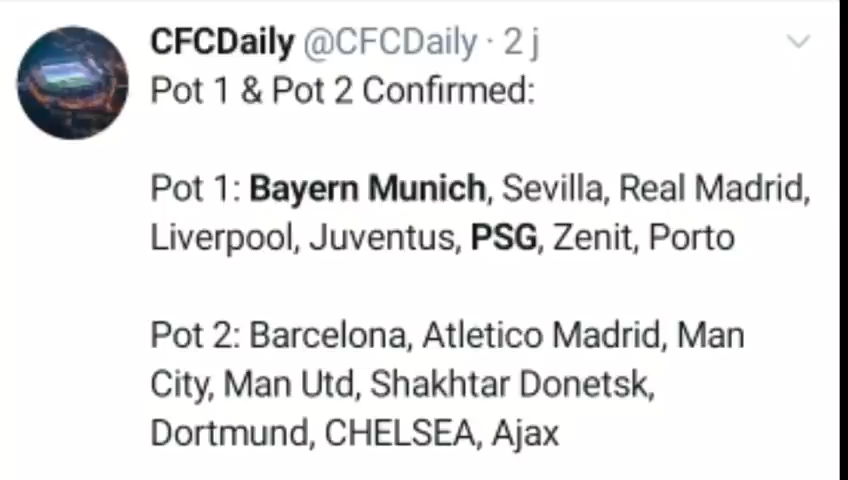 CFCDaily @CFCDaily · 2 j
Pot 1 & Pot 2 Confirmed:
Pot 1: Bayern Munich, Sevilla, Real Madrid,
Liverpool, Juventus, PSG, Zenit, Porto
Pot 2: Barcelona, Atletico Madrid, Man
City, Man Utd, Shakhtar Donetsk,
Dortmund, CHELSEA, Ajax